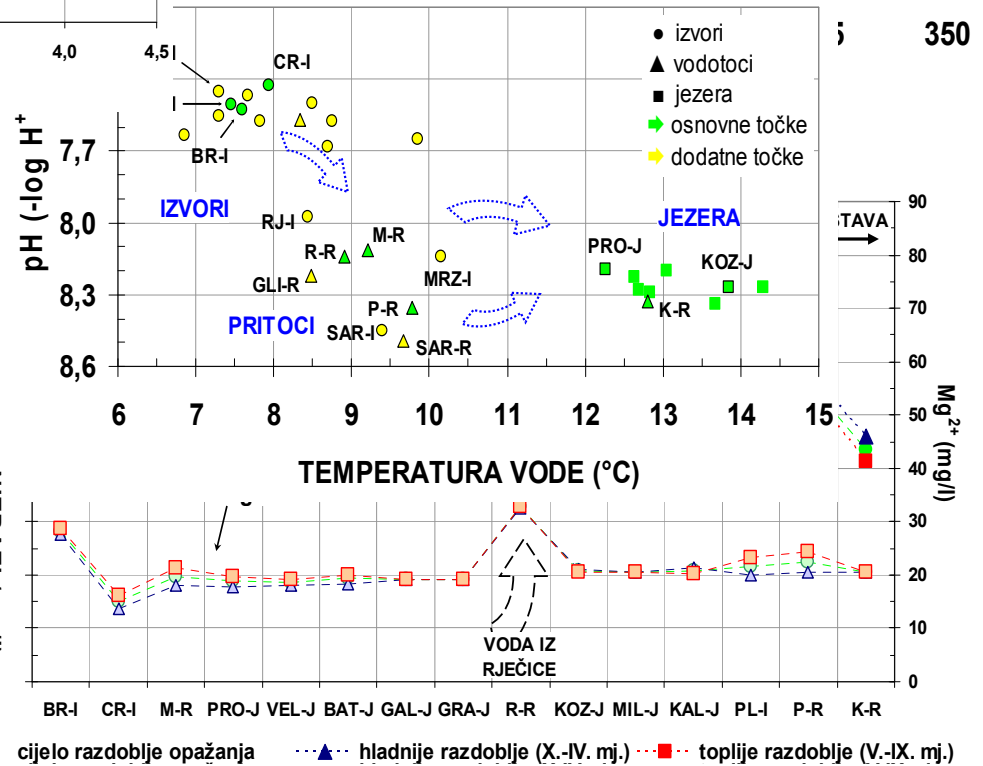 4,0
4,5
350
CR-I
I
I
BR-I
izvori
vodotoci
jezera
osnovne točke
dodatne točke
pH (-log H+
7,7
8,0
8,3
8,6
IZVORI
RJ-I
R-R
M-R
GLI-R
MRZ-I
P-R
PRITOCI
SAR-I
SAR-R
JEZERA
PRO-J
KOZ-J
K-R
6
7
8
9
10
11
12
13
14
15
TEMPERATURA VODE (°C)
STAVA
90
80
70
60
50
40
30
20
10
0
Mg2+ (mg/l)
VODA IZ
RJEČICE
BR-I
CR-I
M-R
PRO-J
VEL-J
BAT-J
GAL-J
GRA-J
R-R
KOZ-J
MIL-J
KAL-J
PL-I
P-R
K-R
cijelo razdoblje opažanja
hladnije razdoblje (X.-IV. mj.)
toplije razdoblje (V.-IX. mj.)